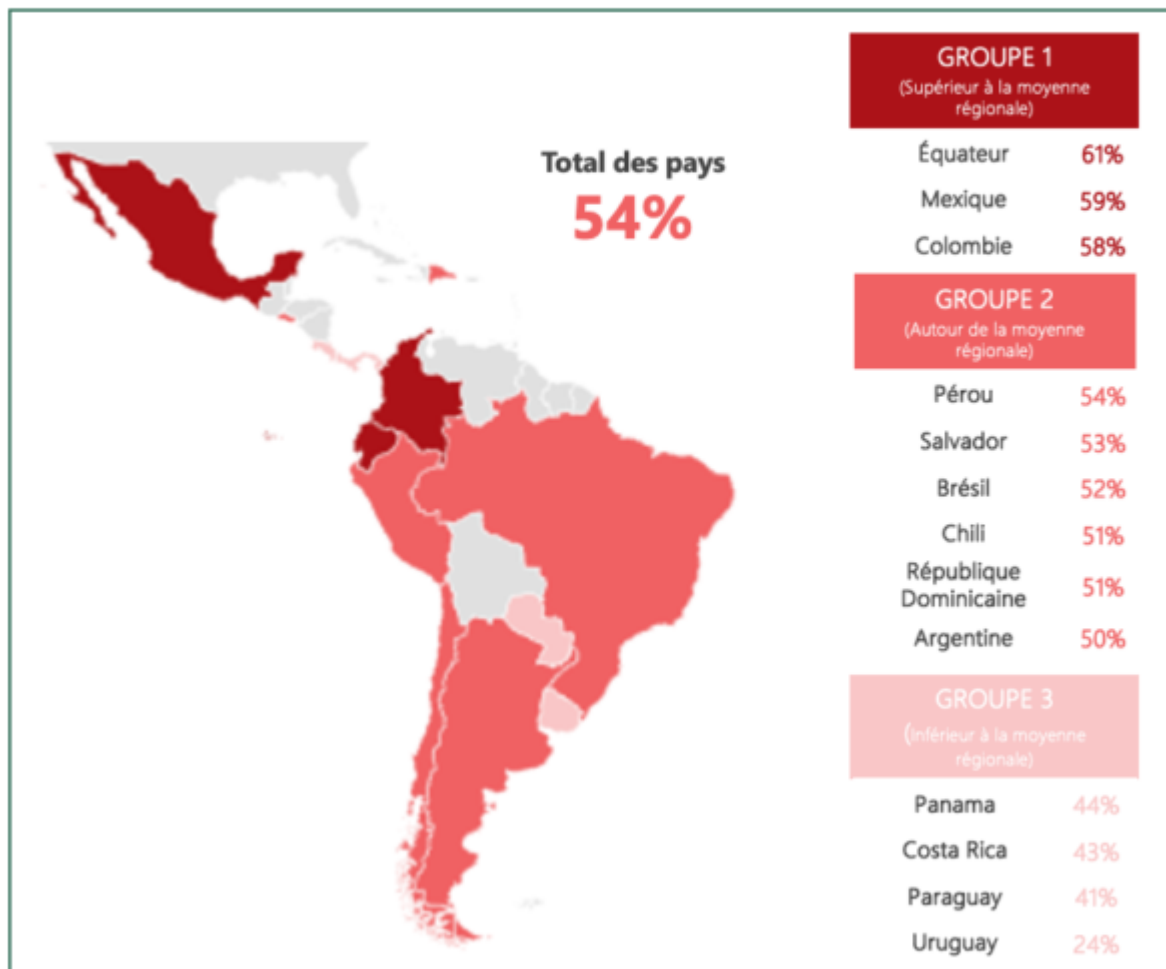 Total des pays
54%
GROUPE 1
(Supérieur à la moyenne
régionale)
Équateur 61%
Mexique 59%
Colombie 58%
GROUPE 2
(Autour de la moyenne
régionale)
Pérou 54%
Salvador 53%
Brésil 52%
Chili 51%
République
Dominicaine 51%
Argentine 50%
GROUPE 3
(Inférieur à la moyenne
régionale)
Panama 44%
Costa Rica 43%
Paraguay 41%
Uruguay 24%